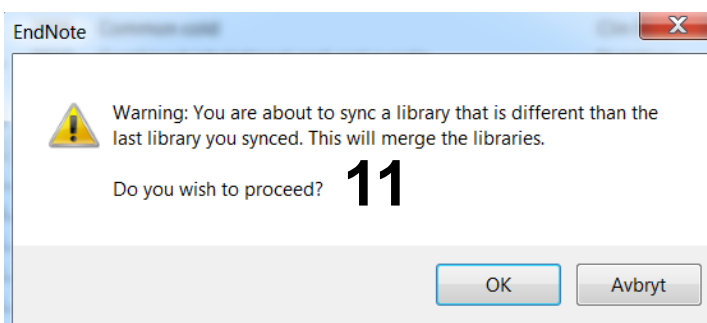 EndNote
Warning: You are about to sync a library that is different than the
last library you synced. This will merge the libraries.
Do you wish to proceed?
11
OK
Avbryt